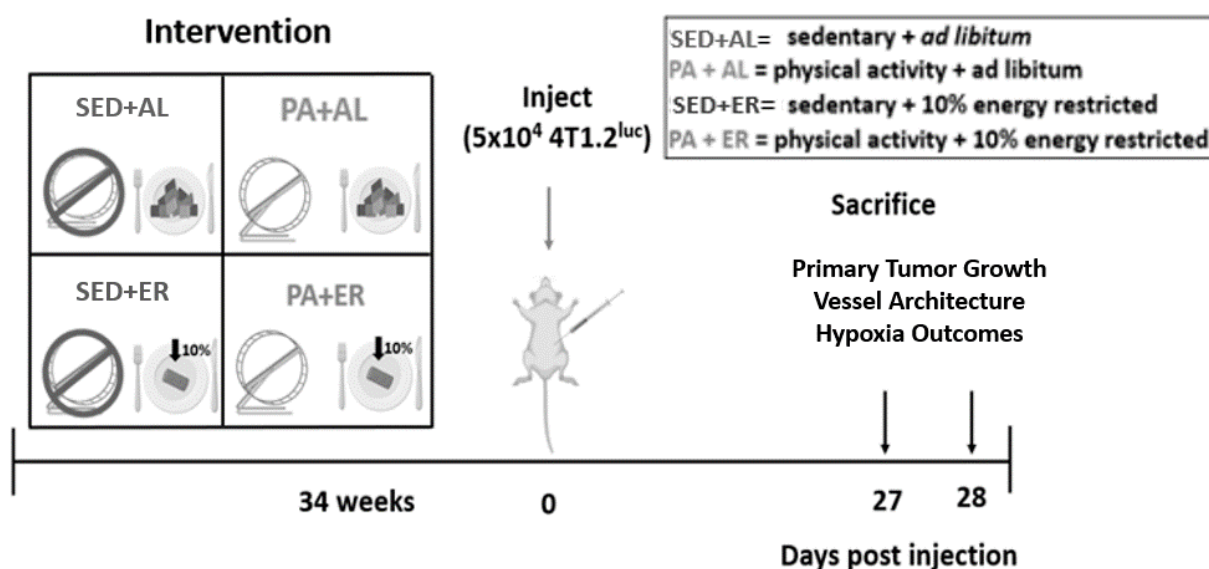 Intervention
SED+AL
PA+AL
SED+ER
PA+ER
10%
10%
Inject
(5x10⁴ 4T1.2ˡᵘᶜ)
SED+AL= sedentary + ad libitum
PA + AL = physical activity + ad libitum
SED+ER= sedentary + 10% energy restricted
PA + ER = physical activity + 10% energy restricted
Sacrifice
Primary Tumor Growth
Vessel Architecture
Hypoxia Outcomes
34 weeks
0
27
28
Days post injection